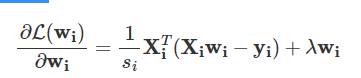 ∂ℒ(wᵢ)/∂wᵢ = 1/sᵢ Xᵢᵀ(Xᵢwᵢ − yᵢ) + λwᵢ